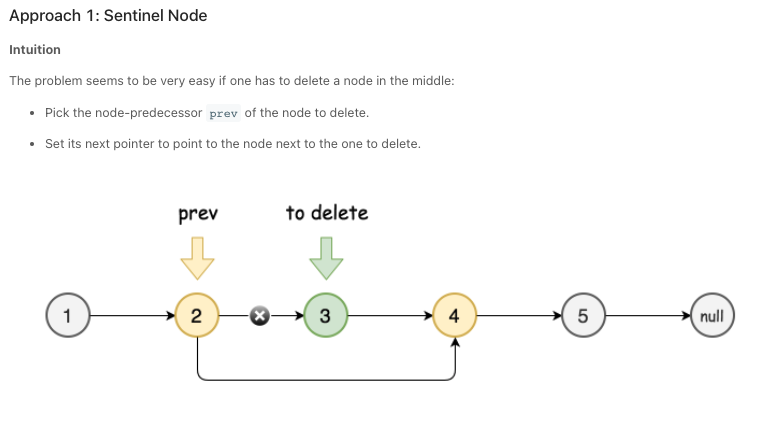 Approach 1: Sentinel Node
Intuition
The problem seems to be very easy if one has to delete a node in the middle:
Pick the node-predecessor prev of the node to delete.
Set its next pointer to point to the node next to the one to delete.
prev to delete
1 2 3 4 5 null